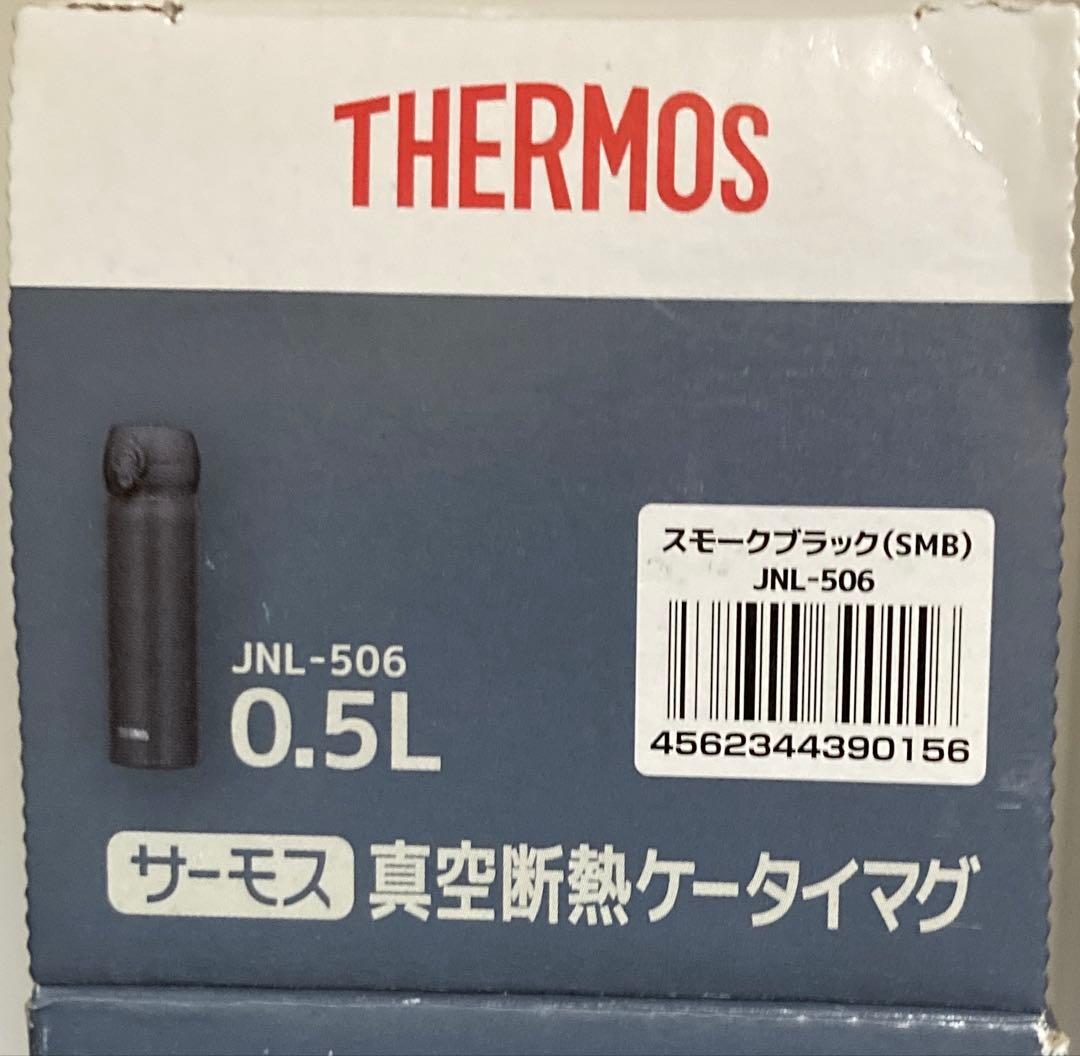 THERMOS
スモークブラック(SMB)
JNL-506
4562344390156
JNL-506
0.5L
サーモス 真空断熱ケータイマグ